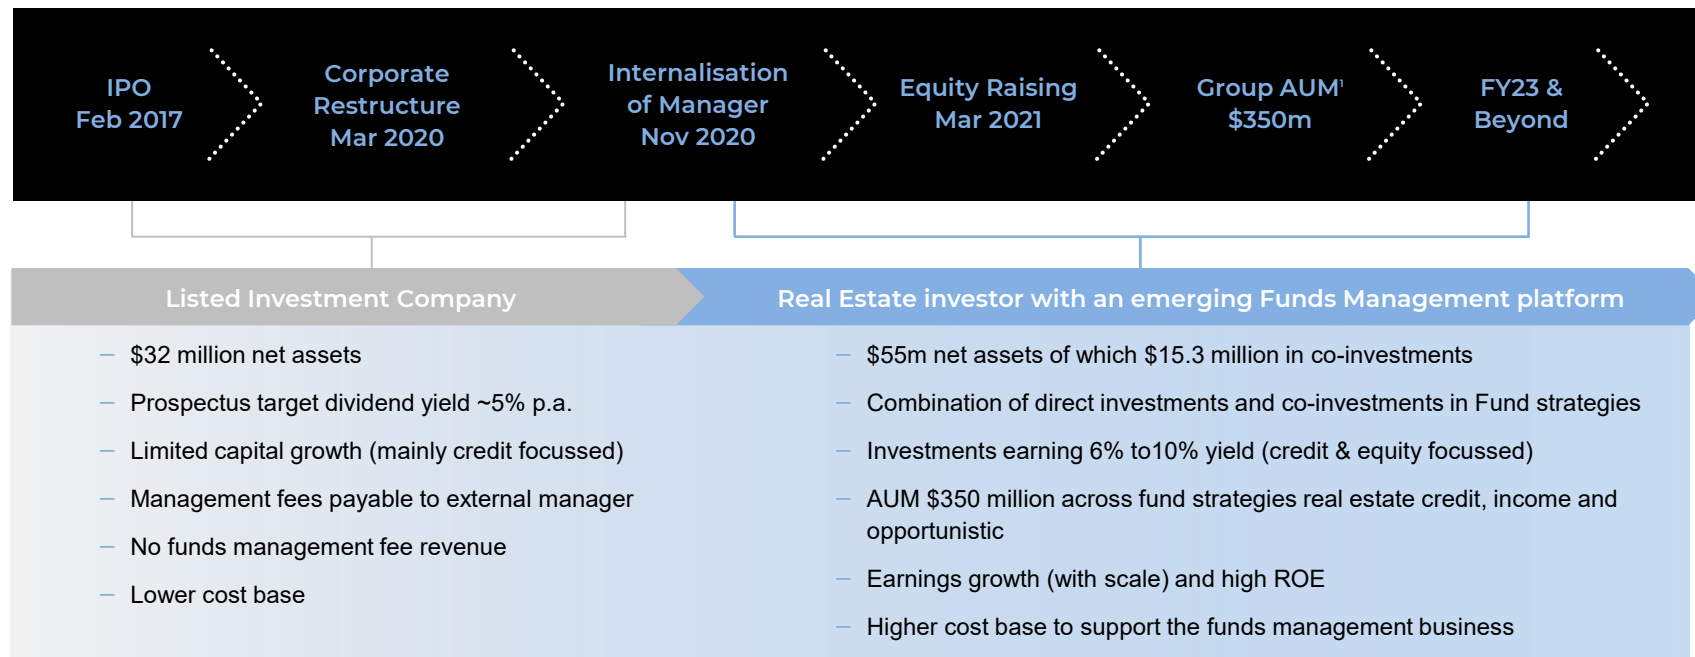 IPO
Feb 2017
Corporate
Restructure
Mar 2020
Internalisation
of Manager
Nov 2020
Equity Raising
Mar 2021
Group AUM¹
$350m
FY23 &
Beyond
Listed Investment Company
– $32 million net assets
– Prospectus target dividend yield ~5% p.a.
– Limited capital growth (mainly credit focussed)
– Management fees payable to external manager
– No funds management fee revenue
– Lower cost base
Real Estate investor with an emerging Funds Management platform
– $55m net assets of which $15.3 million in co-investments
– Combination of direct investments and co-investments in Fund strategies
– Investments earning 6% to10% yield (credit & equity focussed)
– AUM $350 million across fund strategies real estate credit, income and
opportunistic
– Earnings growth (with scale) and high ROE
– Higher cost base to support the funds management business